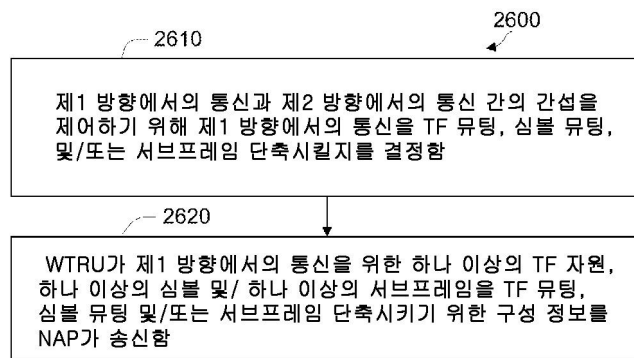 2610
2600
제1 방향에서의 통신과 제2 방향에서의 통신 간의 간섭을
제어하기 위해 제1 방향에서의 통신을 TF 뮤팅, 심볼 뮤팅,
및/또는 서브프레임 단축시킬지를 결정함
2620
WTRU가 제1 방향에서의 통신을 위한 하나 이상의 TF 자원,
하나 이상의 심볼 및/ 하나 이상의 서브프레임을 TF 뮤팅,
심볼 뮤팅 및/또는 서브프레임 단축시키기 위한 구성 정보를
NAP가 송신함